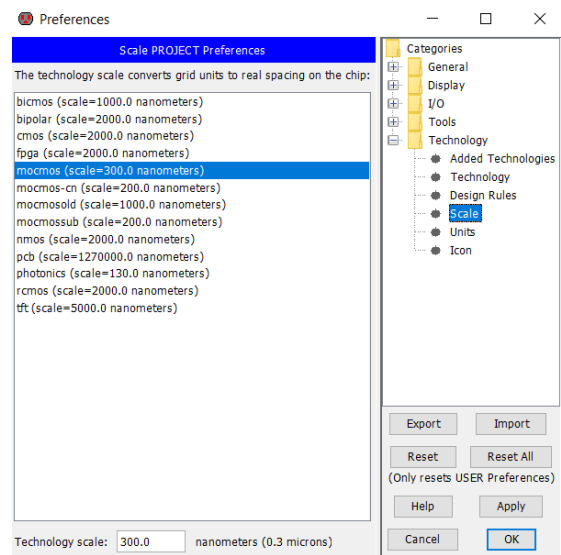 Preferences
Scale PROJECT Preferences
The technology scale converts grid units to real spacing on the chip:
bicmos (scale=1000.0 nanometers)
bipolar (scale=2000.0 nanometers)
cmos (scale=2000.0 nanometers)
fpga (scale=2000.0 nanometers)
mocmos (scale=300.0 nanometers)
mocmos-cn (scale=200.0 nanometers)
mocmosold (scale=1000.0 nanometers)
mocmossub (scale=200.0 nanometers)
nmos (scale=2000.0 nanometers)
pcb (scale=1270000.0 nanometers)
photonics (scale=130.0 nanometers)
rcmos (scale=2000.0 nanometers)
tft (scale=5000.0 nanometers)
Technology scale: 300.0 nanometers (0.3 microns)
Categories
General
Display
I/O
Tools
Technology
Added Technologies
Technology
Design Rules
Scale
Units
Icon
Export Import
Reset Reset All
(Only resets USER Preferences)
Help Apply
Cancel OK